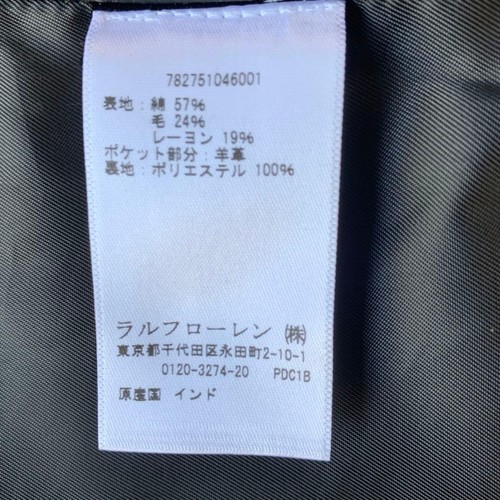 782751046001
表地：綿 57%
毛 24%
レーヨン 19%
ポケット部分：羊革
裏地：ポリエステル 100%
ラルフローレン ㈱
東京都千代田区永田町2-10-1
0120-3274-20 PDC1B
原産国 インド